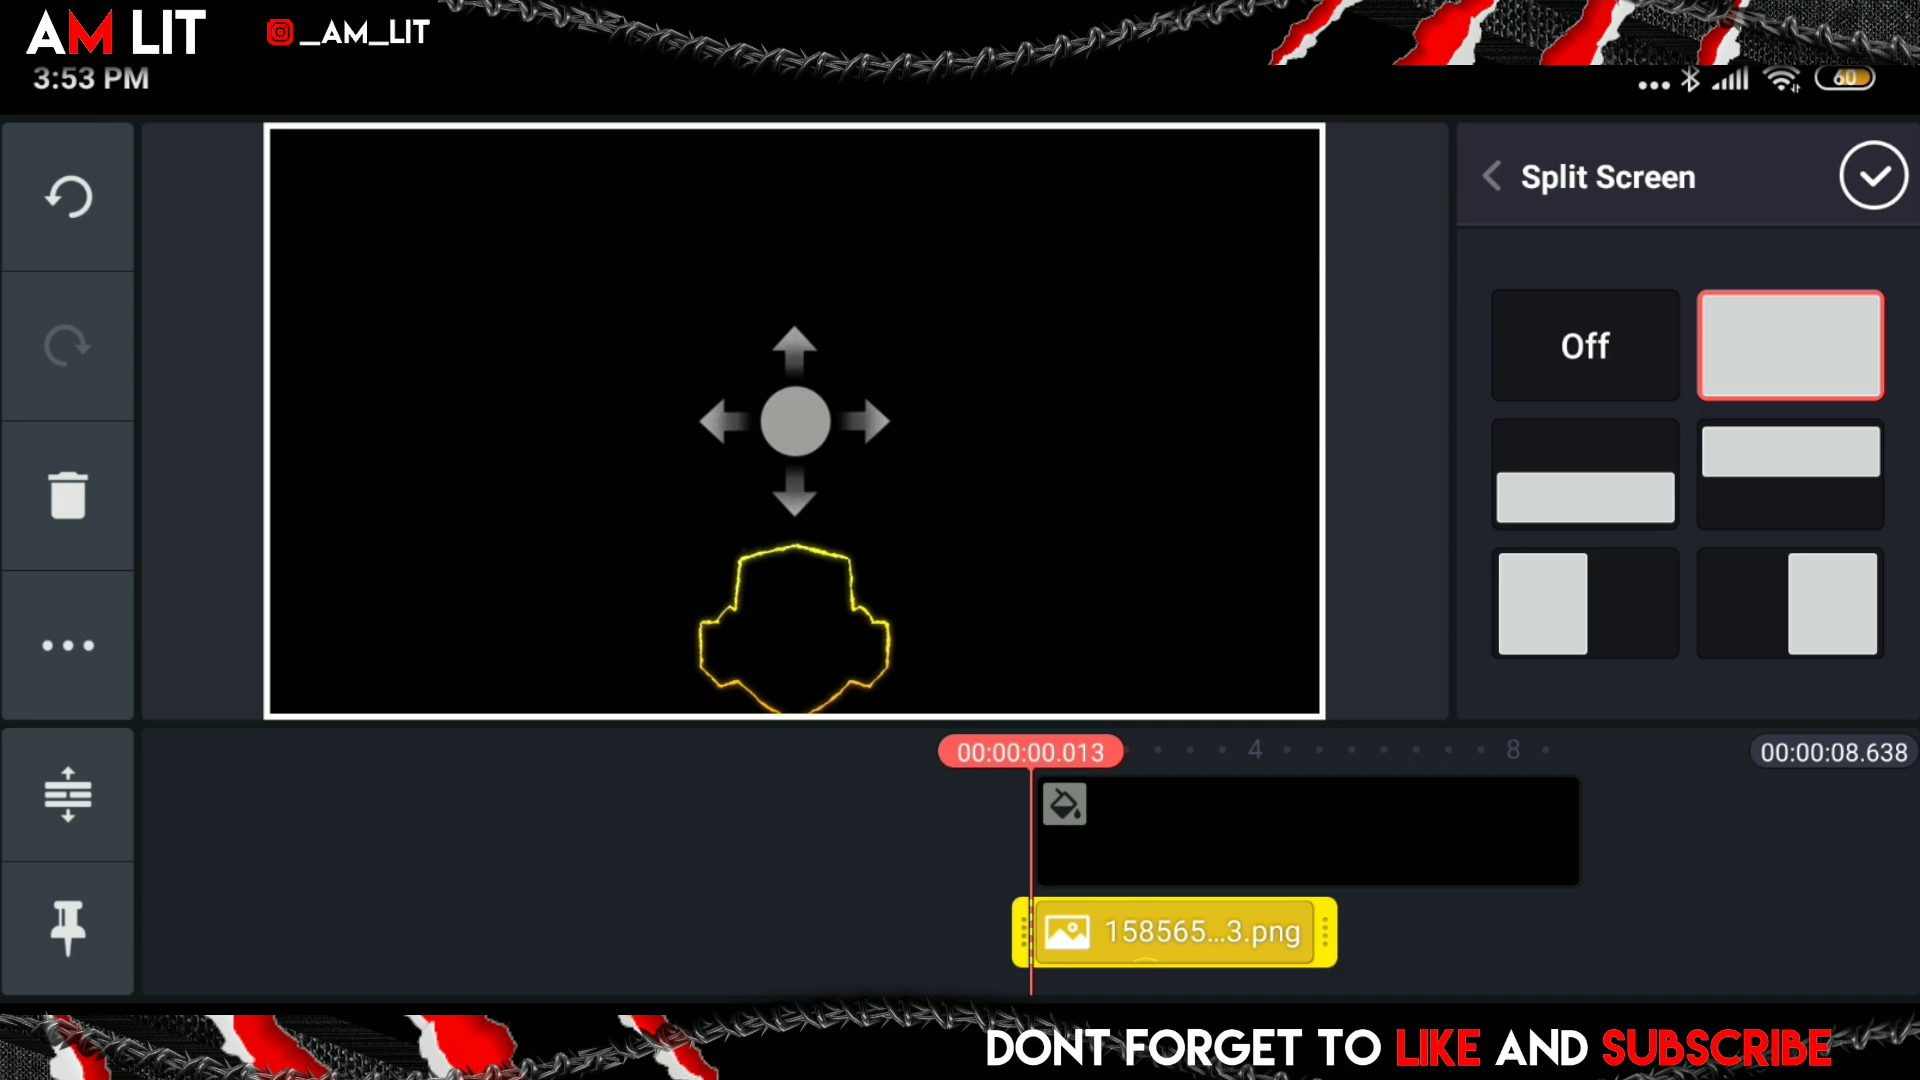 AM LIT
_AM_LIT
3:53 PM
60
Split Screen
Off
00:00:00.013
4
8
00:00:08.638
158565...3.png
DONT FORGET TO LIKE AND SUBSCRIBE